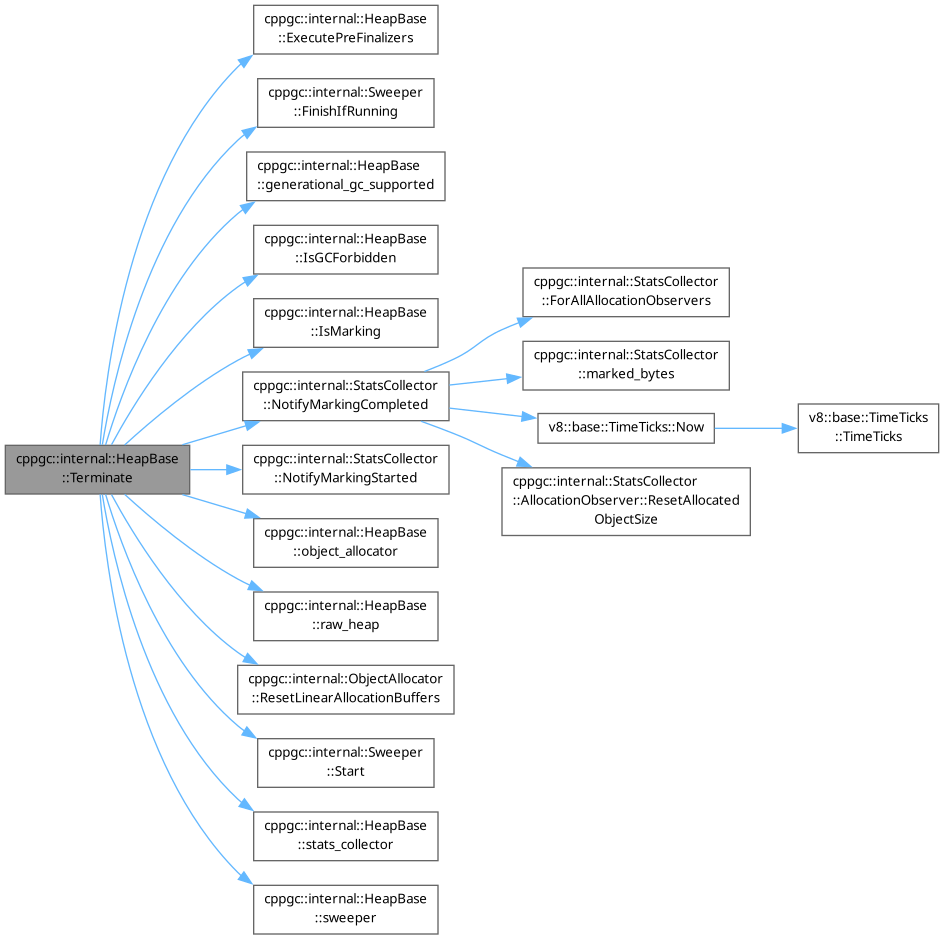 cppgc::internal::HeapBase
::ExecutePreFinalizers
cppgc::internal::Sweeper
::FinishIfRunning
cppgc::internal::HeapBase
::generational_gc_supported
cppgc::internal::HeapBase
::IsGCForbidden
cppgc::internal::HeapBase
::IsMarking
cppgc::internal::StatsCollector
::NotifyMarkingCompleted
cppgc::internal::HeapBase
::Terminate
cppgc::internal::StatsCollector
::NotifyMarkingStarted
cppgc::internal::HeapBase
::object_allocator
cppgc::internal::HeapBase
::raw_heap
cppgc::internal::ObjectAllocator
::ResetLinearAllocationBuffers
cppgc::internal::Sweeper
::Start
cppgc::internal::HeapBase
::stats_collector
cppgc::internal::HeapBase
::sweeper
cppgc::internal::StatsCollector
::ForAllAllocationObservers
cppgc::internal::StatsCollector
::marked_bytes
v8::base::TimeTicks::Now
cppgc::internal::StatsCollector
::AllocationObserver::ResetAllocated
ObjectSize
v8::base::TimeTicks
::TimeTicks